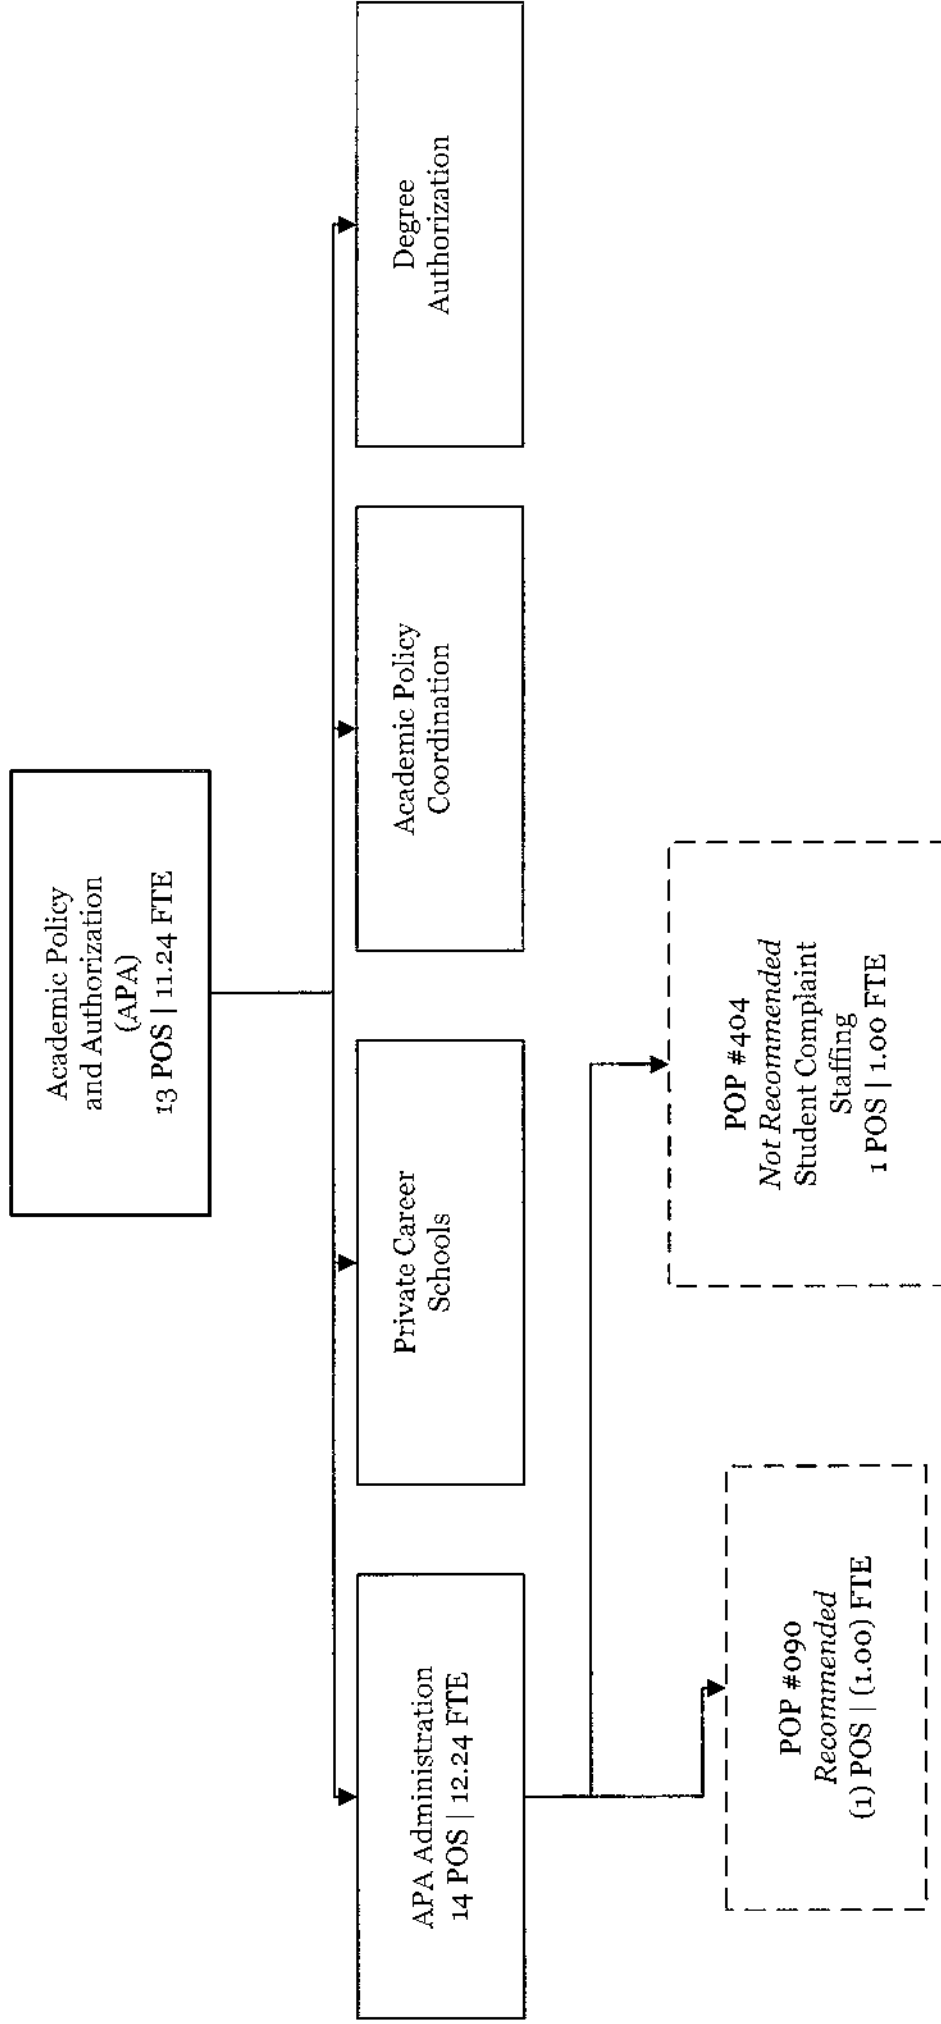 Academic Policy
and Authorization
(APA)
13 POS | 11.24 FTE
APA Administration
14 POS | 12.24 FTE
Private Career
Schools
Academic Policy
Coordination
Degree
Authorization
POP #090
Recommended
(1) POS | (1.00) FTE
POP #404
Not Recommended
Student Complaint
Staffing
1 POS | 1.00 FTE